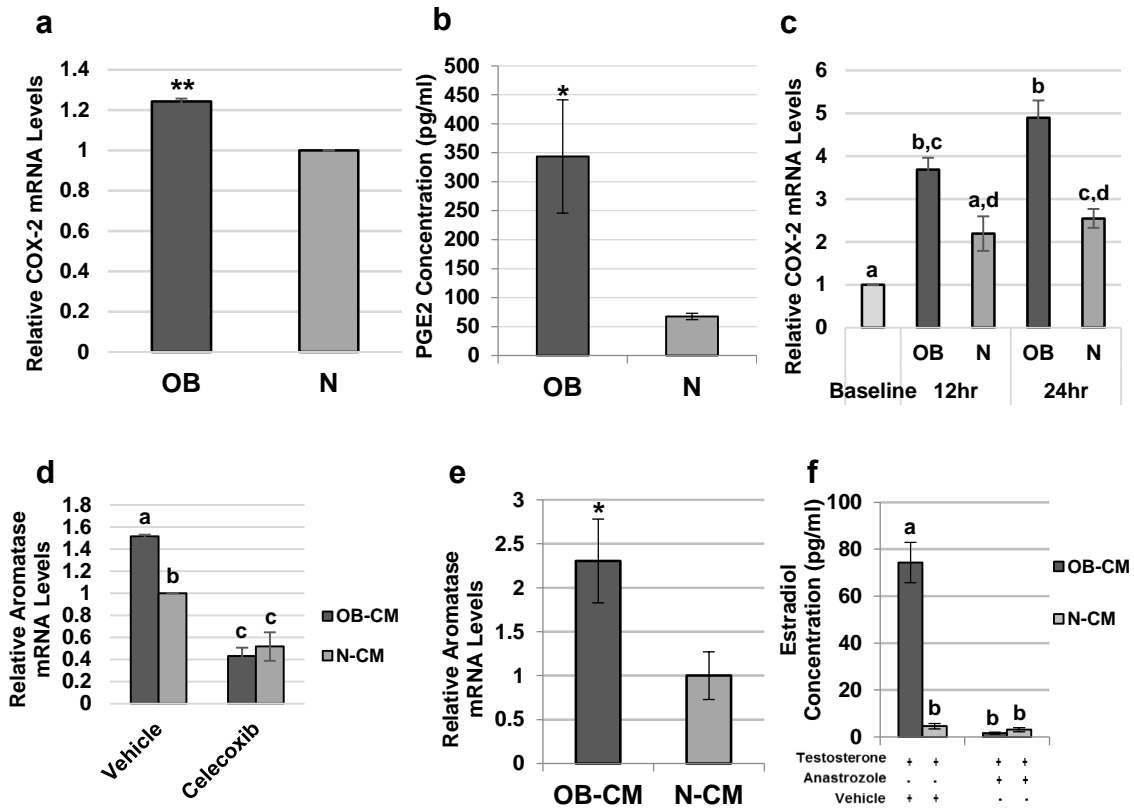 a
Relative COX-2 mRNA Levels
1.4
1.2
1
0.8
0.6
0.4
0.2
0
**
OB N
b
PGE2 Concentration (pg/ml)
500
450
400
350
300
250
200
150
100
50
0
*
OB N
c
Relative COX-2 mRNA Levels
6
5
4
3
2
1
0
a
b,c
a,d
b
c,d
OB N OB N
Baseline 12hr 24hr
d
Relative Aromatase
mRNA Levels
1.8
1.6
1.4
1.2
1
0.8
0.6
0.4
0.2
0
a
b
c c
Vehicle
Celecoxib
OB-CM
N-CM
e
Relative Aromatase
mRNA Levels
3
2.5
2
1.5
1
0.5
0
*
OB-CM N-CM
f
Estradiol
Concentration (pg/ml)
100
80
60
40
20
0
a
b
b b
OB-CM
N-CM
Testosterone + + + +
Anastrozole - - + +
Vehicle + + - -